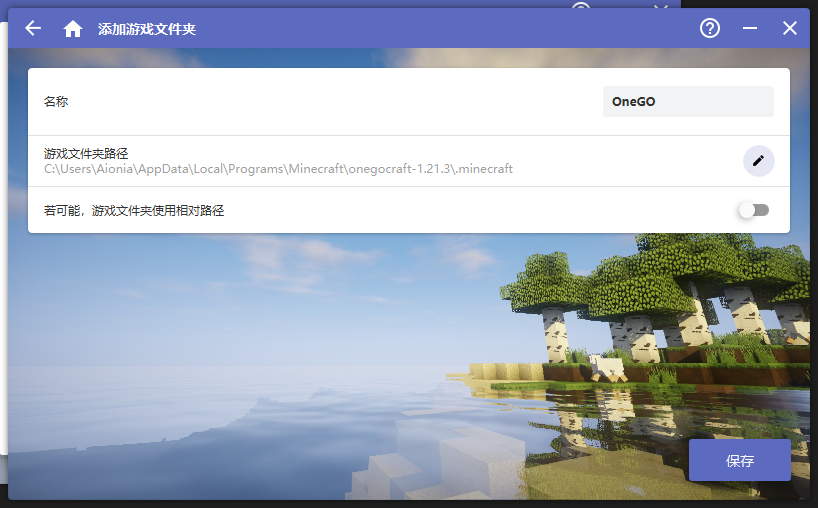 添加游戏文件夹
名称
OneGO
游戏文件夹路径
C:\Users\Aionia\AppData\Local\Programs\Minecraft\onegocraft-1.21.3\.minecraft
若可能，游戏文件夹使用相对路径
保存